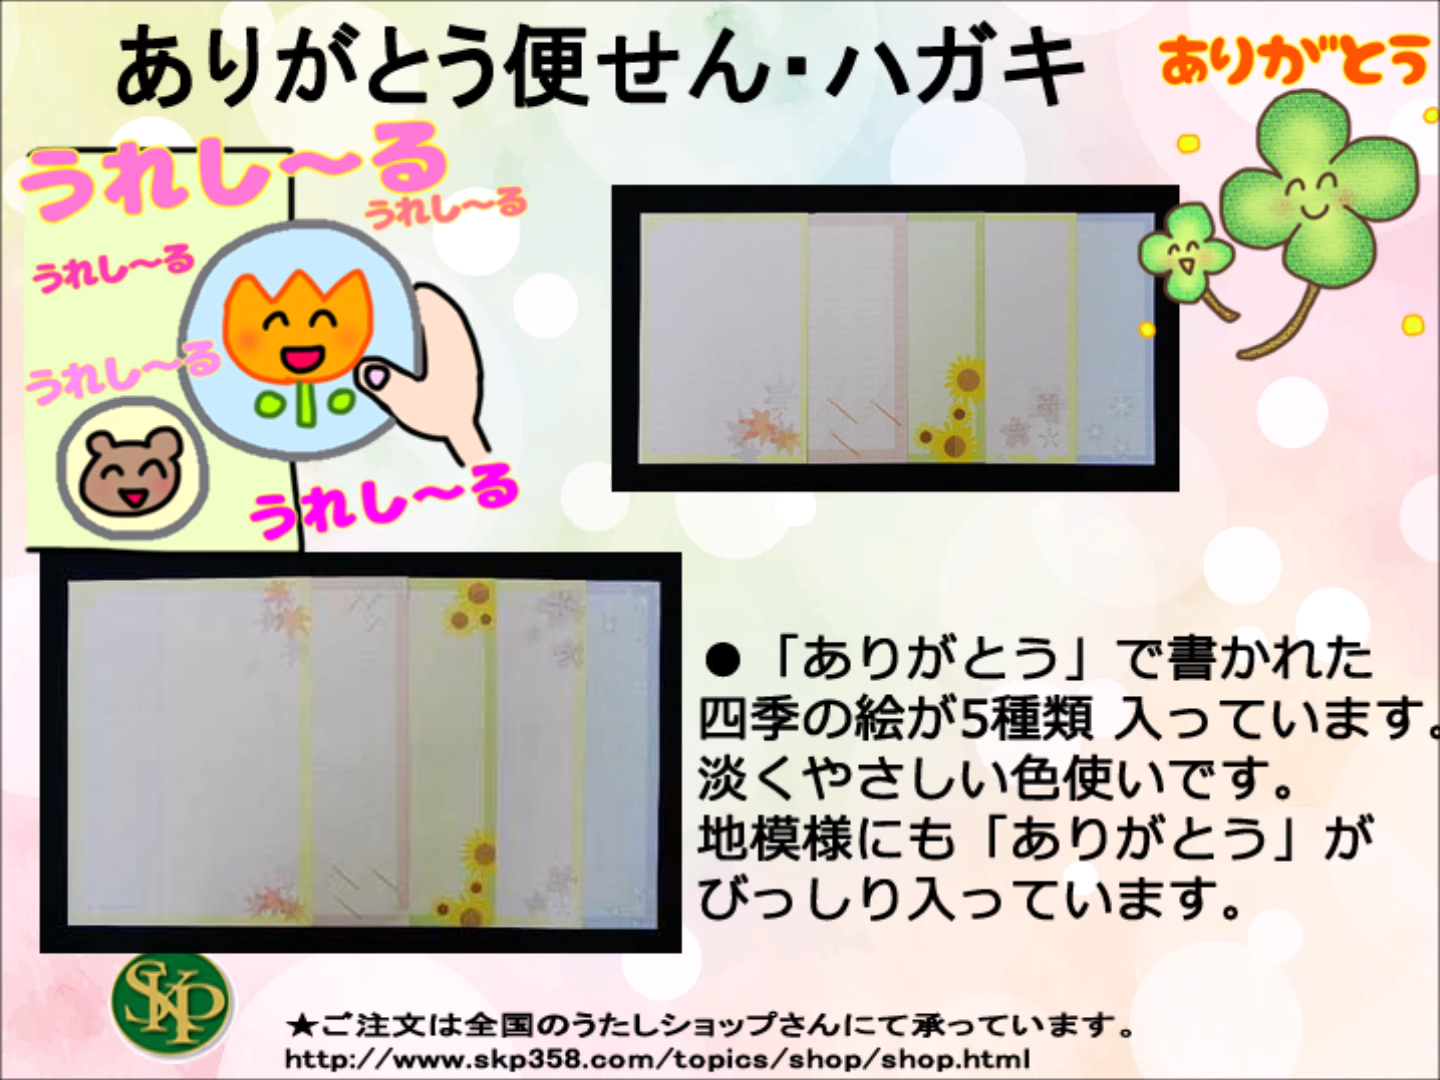 ありがとう便せん・ハガキ
ありがとう
うれし～る
うれし～る
うれし～る
うれし～る
うれし～る
●「ありがとう」で書かれた
四季の絵が5種類 入っています。
淡くやさしい色使いです。
地模様にも「ありがとう」が
びっしり入っています。
SKP
★ご注文は全国のうたしショップさんにて承っています。
http://www.skp358.com/topics/shop/shop.html